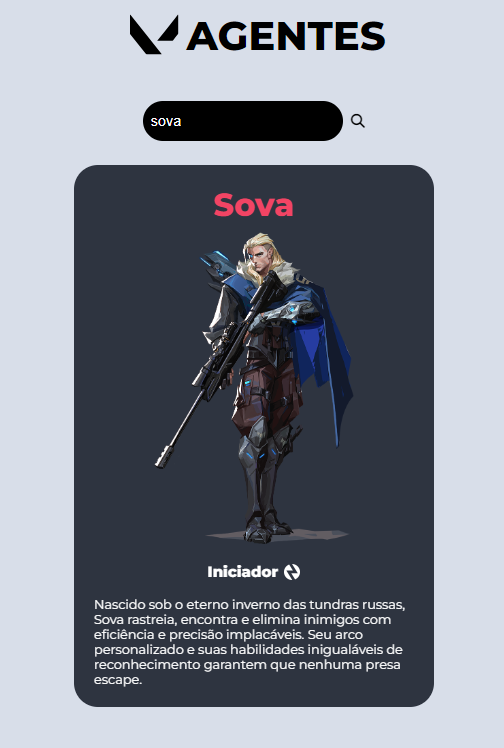 AGENTES
sova
Sova
Iniciador
Nascido sob o eterno inverno das tundras russas,
Sova rastreia, encontra e elimina inimigos com
eficiência e precisão implacáveis. Seu arco
personalizado e suas habilidades inigualáveis de
reconhecimento garantem que nenhuma presa
escape.